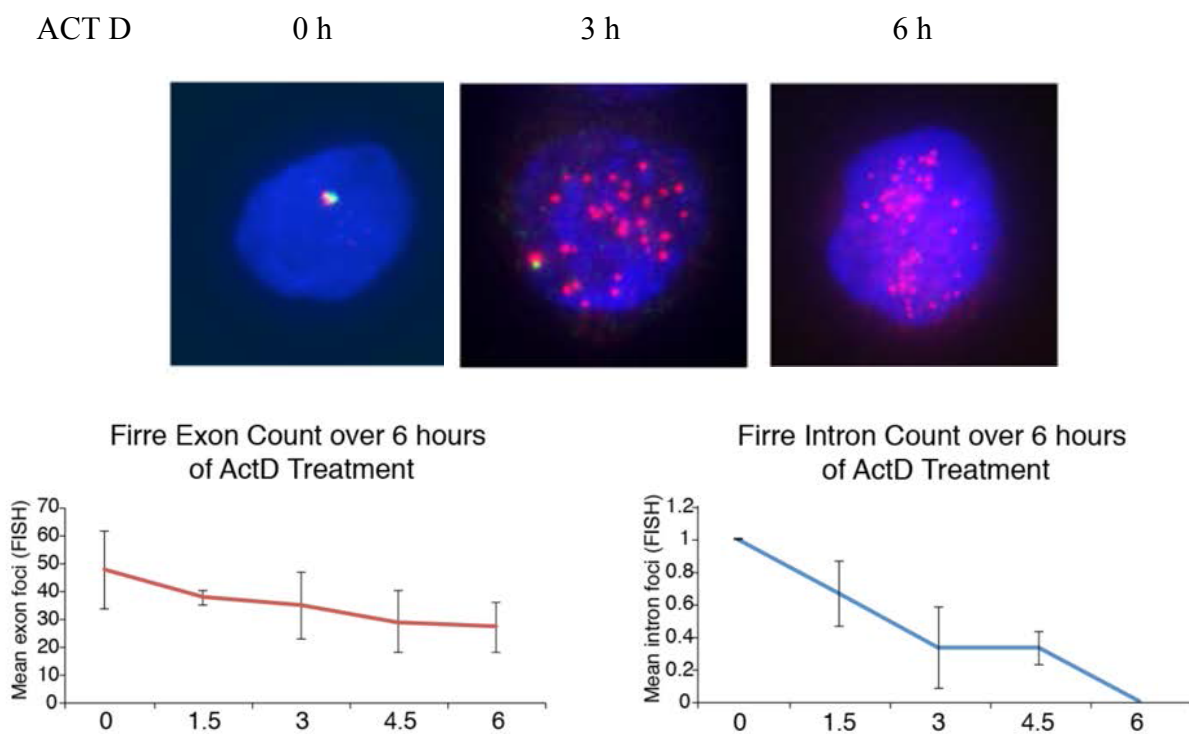 ACT D 0 h 3 h 6 h
Firre Exon Count over 6 hours
of ActD Treatment
Mean exon foci (FISH)
70
60
50
40
30
20
10
0
0 1.5 3 4.5 6
Firre Intron Count over 6 hours
of ActD Treatment
Mean intron foci (FISH)
1.2
1
0.8
0.6
0.4
0.2
0
0 1.5 3 4.5 6